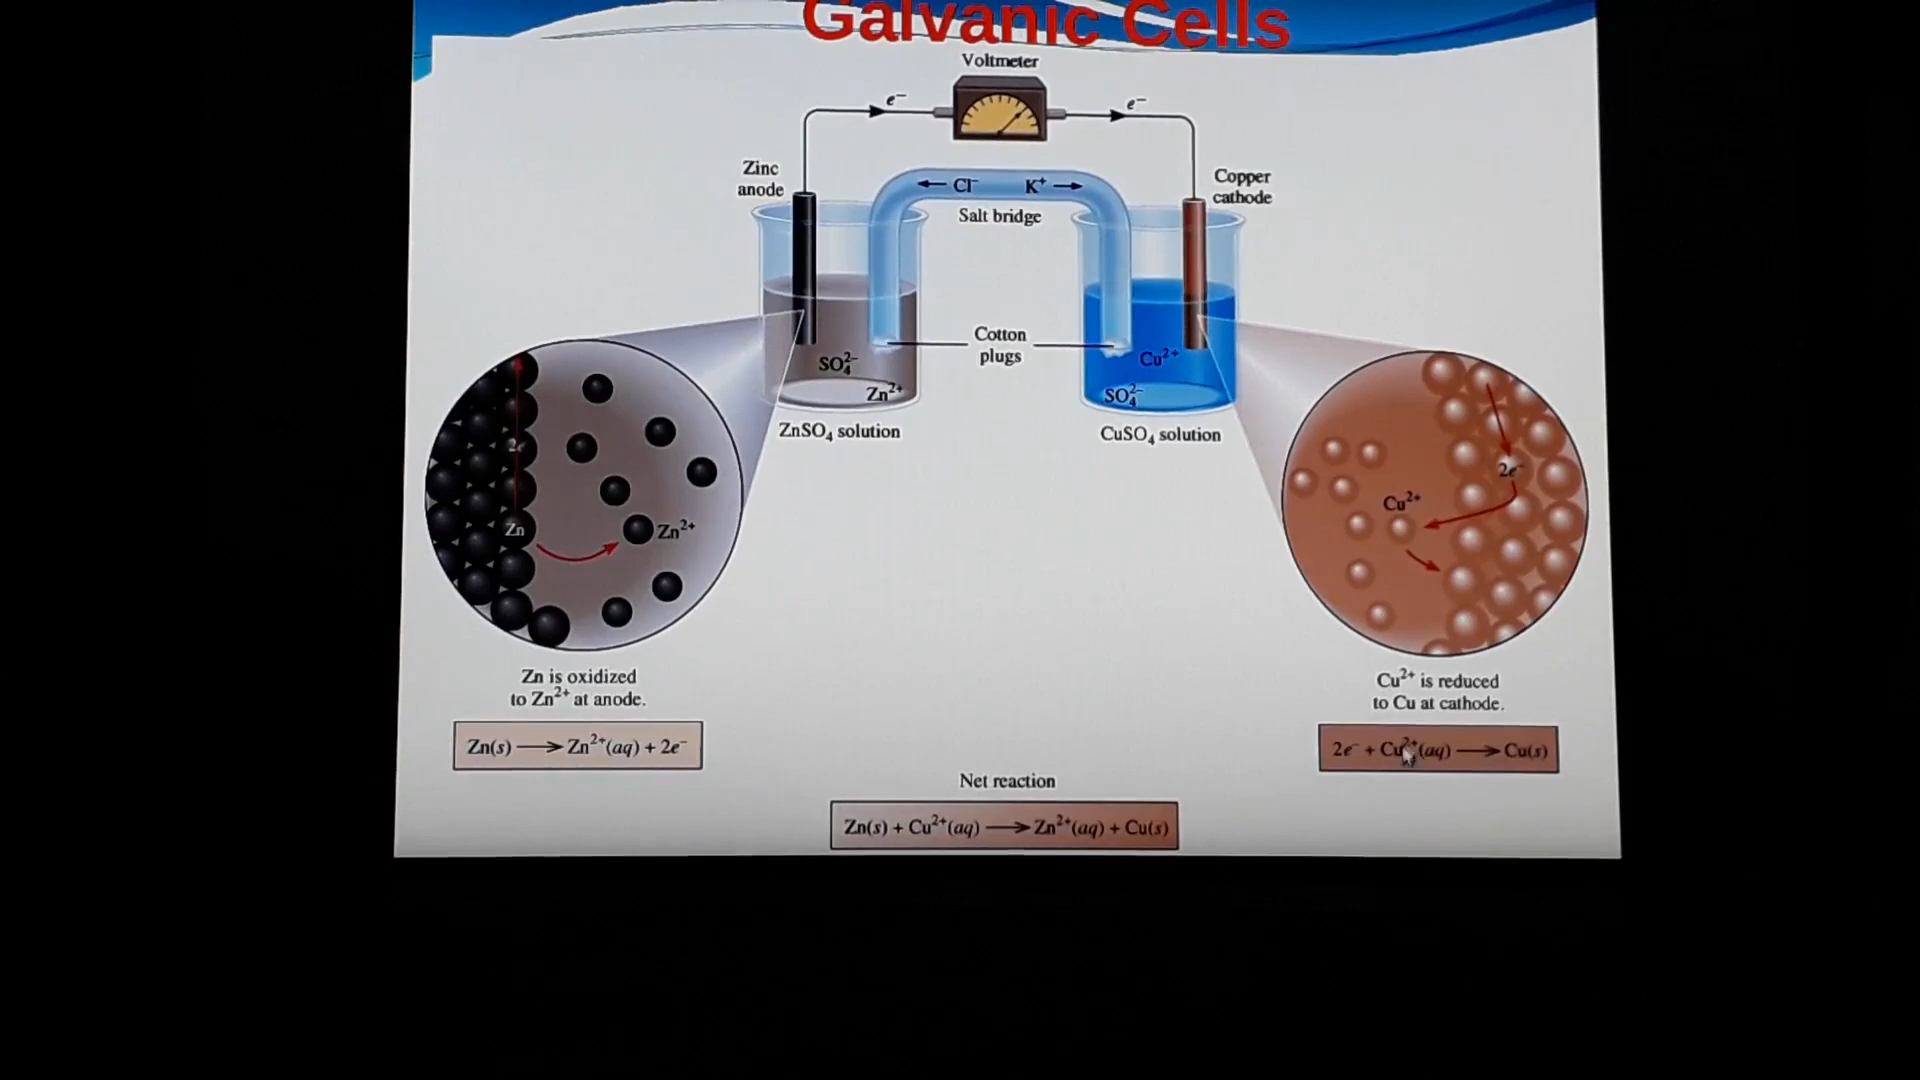 Galvanic Cells
Voltmeter
e⁻
e⁻
Zinc
anode
Cl⁻
K⁺
Salt bridge
Copper
cathode
Cotton
plugs
SO₄²⁻
Zn²⁺
Cu²⁺
SO₄²⁻
ZnSO₄ solution
CuSO₄ solution
2e⁻
Zn
Zn²⁺
2e⁻
Cu²⁺
Zn is oxidized
to Zn²⁺ at anode.
Zn(s) ⟶ Zn²⁺(aq) + 2e⁻
Cu²⁺ is reduced
to Cu at cathode.
2e⁻ + Cu²⁺(aq) ⟶ Cu(s)
Net reaction
Zn(s) + Cu²⁺(aq) ⟶ Zn²⁺(aq) + Cu(s)